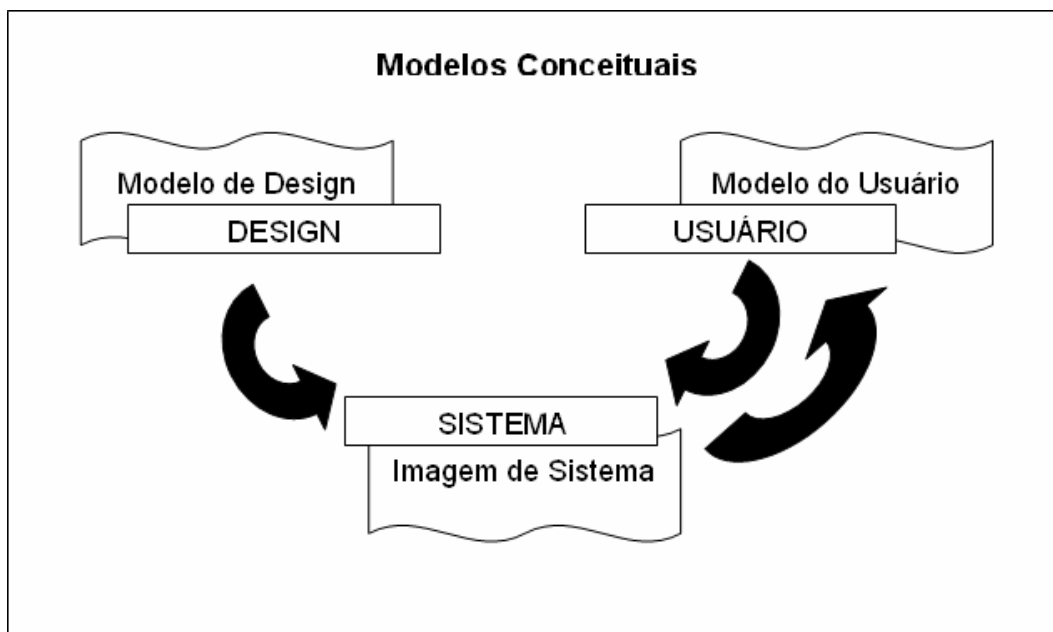 Modelos Conceituais
Modelo de Design
DESIGN
Modelo do Usuário
USUÁRIO
SISTEMA
Imagem de Sistema